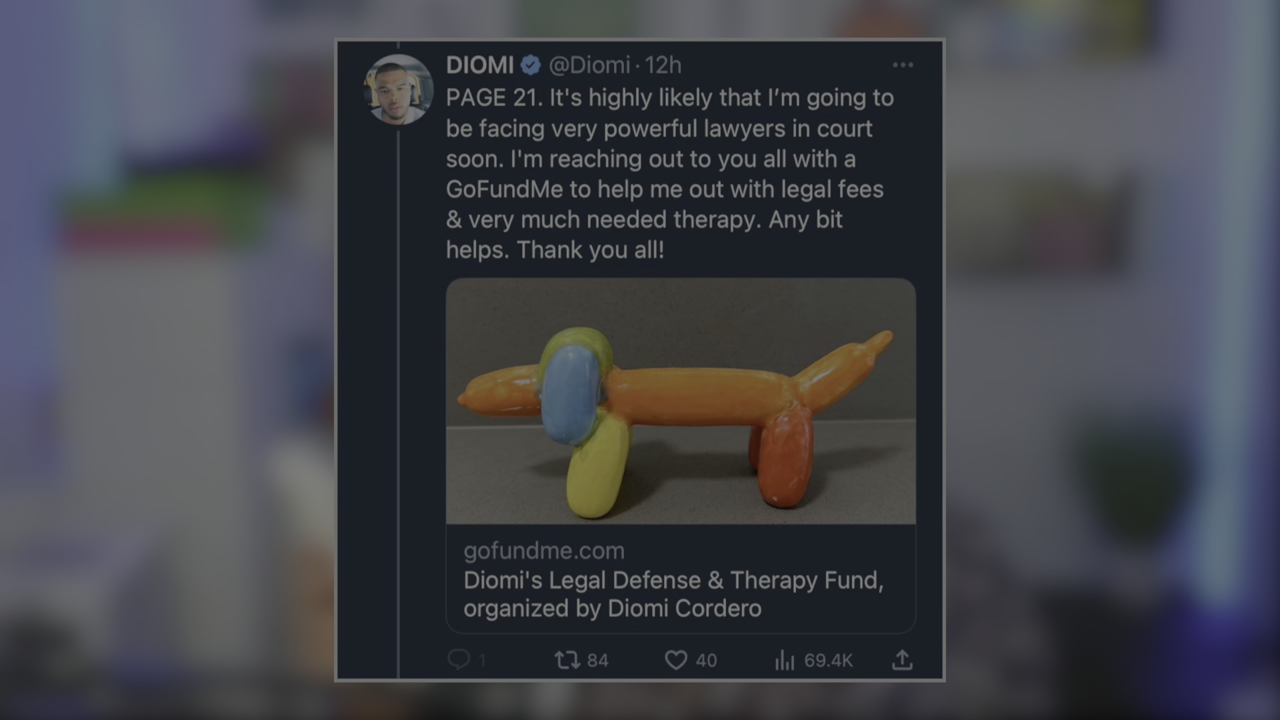 DIOMI @Diomi · 12h
PAGE 21. It's highly likely that I’m going to
be facing very powerful lawyers in court
soon. I'm reaching out to you all with a
GoFundMe to help me out with legal fees
& very much needed therapy. Any bit
helps. Thank you all!
gofundme.com
Diomi's Legal Defense & Therapy Fund,
organized by Diomi Cordero
1 84 40 69.4K